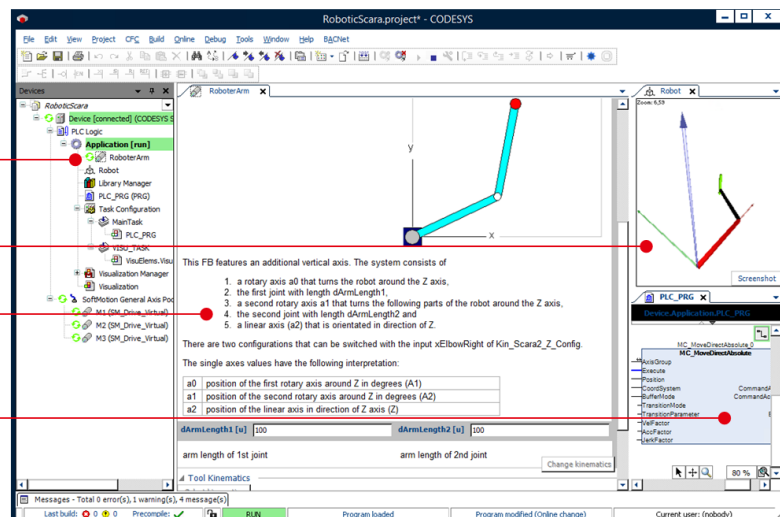 RoboticScara.project* - CODESYS
File Edit View Project CFC Build Online Debug Tools Window Help BACNet
Devices
RoboticScara
Device [connected] (CODESYS S
PLC Logic
Application [run]
RoboterArm
Robot
Library Manager
PLC_PRG (PRG)
Task Configuration
MainTask
PLC_PRG
VISU_TASK
VisuElems.Visu
Visualization Manager
Visualization
SoftMotion General Axis Poo
M1 (SM_Drive_Virtual)
M2 (SM_Drive_Virtual)
M3 (SM_Drive_Virtual)
RoboterArm
y
x
This FB features an additional vertical axis. The system consists of
1. a rotary axis a0 that turns the robot around the Z axis,
2. the first joint with length dArmLength1,
3. a second rotary axis a1 that turns the following parts of the robot around the Z axis,
4. the second joint with length dArmLength2 and
5. a linear axis (a2) that is orientated in direction of Z.
There are two configurations that can be switched with the input xElbowRight of Kin_Scara2_Z_Config.
The single axes values have the following interpretation:
a0 position of the first rotary axis around Z in degrees (A1)
a1 position of the second rotary axis around Z in degrees (A2)
a2 position of the linear axis in direction of Z axis (Z)
dArmLength1 [u] 100 dArmLength2 [u] 100
arm length of 1st joint arm length of 2nd joint
Change kinematics
Tool Kinematics
Robot
Zoom: 6,59
Screenshot
PLC_PRG
Device.Application.PLC_PRG
MC_MoveDirectAbsolute_0
MC_MoveDirectAbsolute
AxisGroup
Execute
Position
CoordSystem CommandA
BufferMode CommandAc
TransitionMode
TransitionParameter E
VelFactor
AccFactor
JerkFactor
80 %
Messages - Total 0 error(s), 1 warning(s), 4 message(s)
Last build: 0 0 Precompile: RUN Program loaded Program modified (Online change) Current user: (nobody)